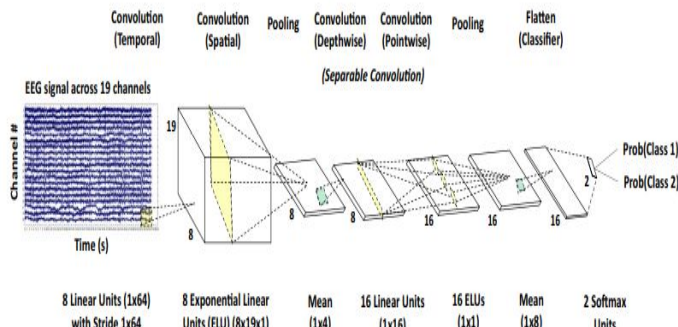 Convolution Convolution Pooling Convolution Convolution Pooling Flatten
(Temporal) (Spatial) (Depthwise) (Pointwise) (Classifier)
(Separable Convolution)
EEG signal across 19 channels
Channel #
Time (s)
19
8
8
8
16
16
16
2
Prob(Class 1)
Prob(Class 2)
8 Linear Units (1x64) 8 Exponential Linear Mean 16 Linear Units 16 ELUs Mean 2 Softmax
with Stride 1x64 Units (ELU) (8x19x1) (1x4) (1x16) (1x1) (1x8) Units